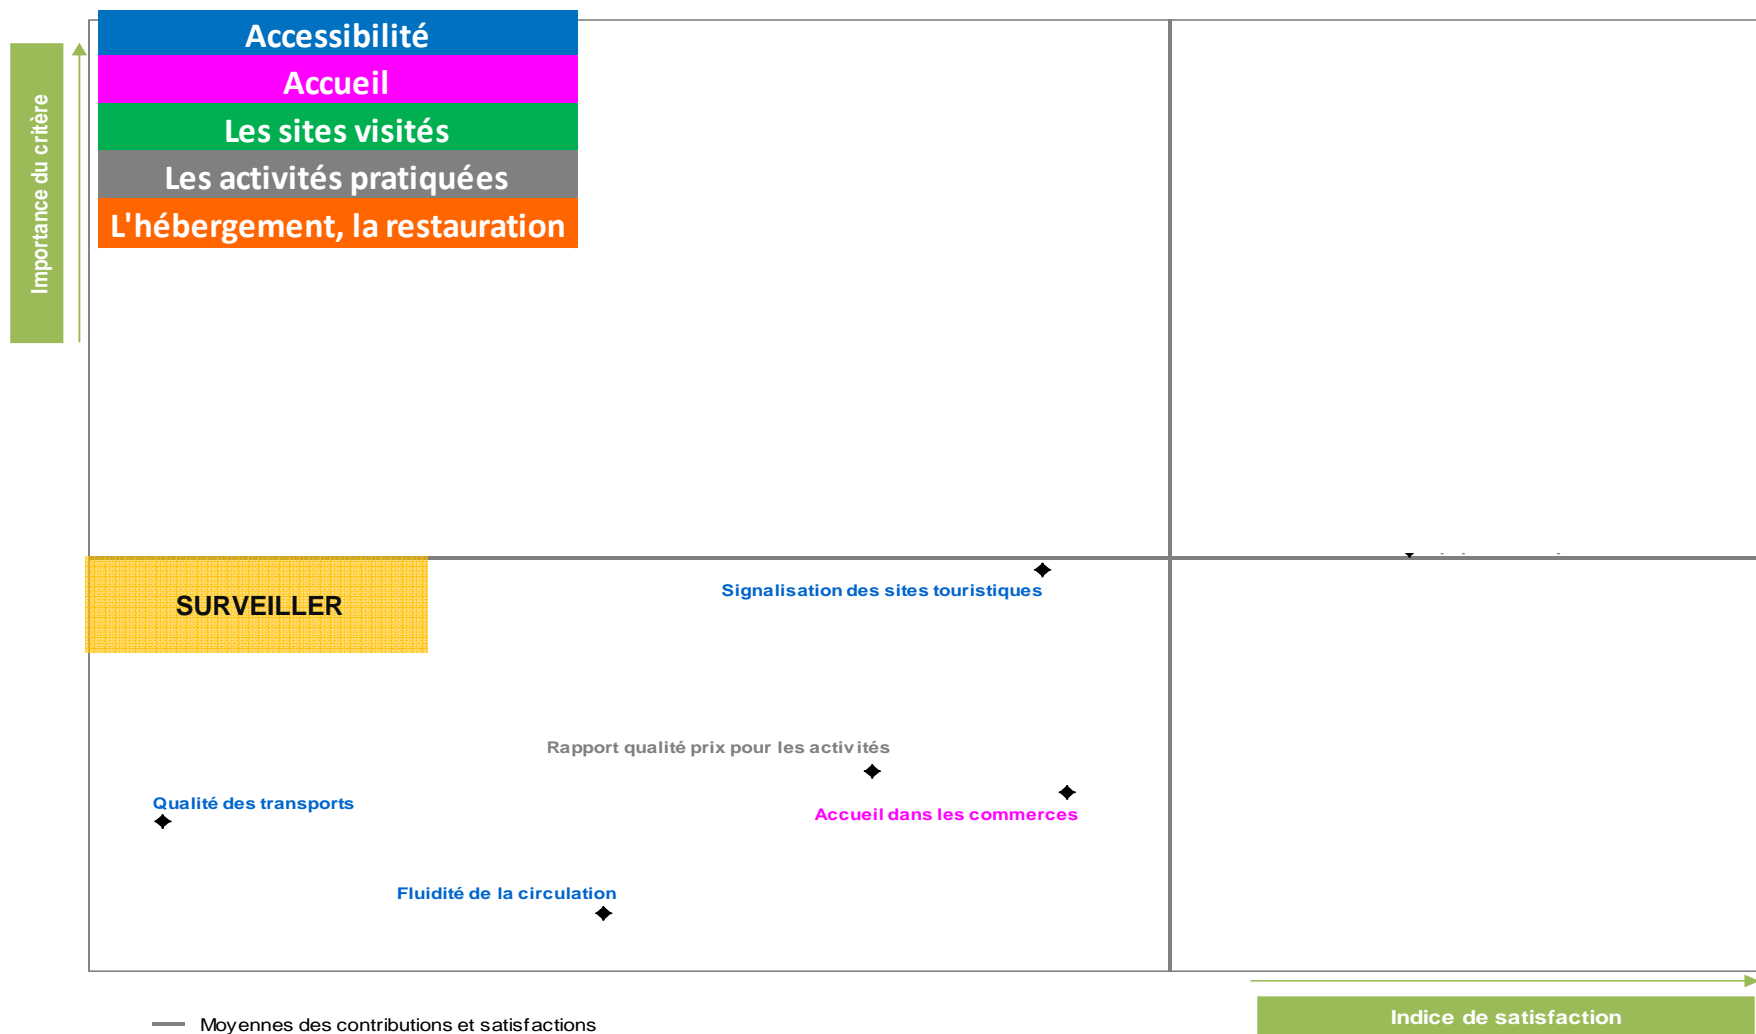 Importance du critère
Accessibilité
Accueil
Les sites visités
Les activités pratiquées
L'hébergement, la restauration
SURVEILLER
Signalisation des sites touristiques
Rapport qualité prix pour les activités
Qualité des transports
Accueil dans les commerces
Fluidité de la circulation
Moyennes des contributions et satisfactions
Indice de satisfaction